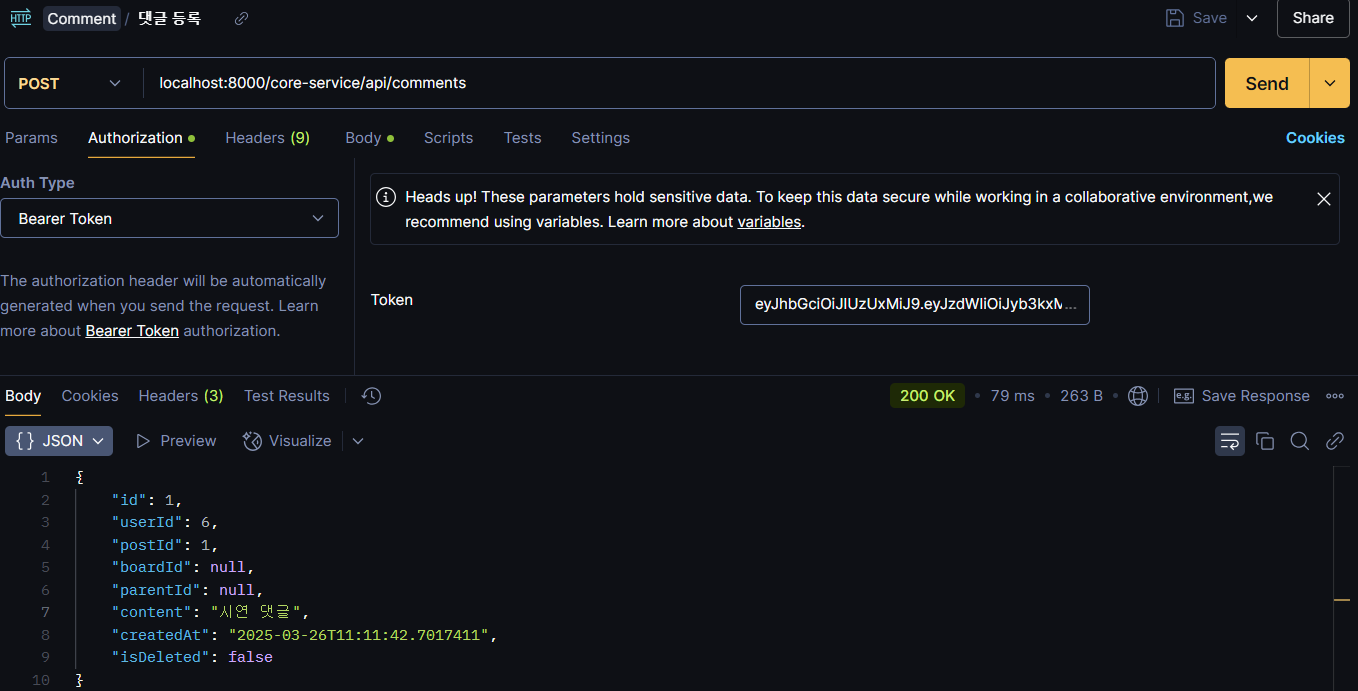 HTTP Comment / 댓글 등록 Save Share
POST localhost:8000/core-service/api/comments Send
Params Authorization Headers (9) Body Scripts Tests Settings Cookies
Auth Type
Bearer Token
The authorization header will be automatically
generated when you send the request. Learn
more about Bearer Token authorization.
Heads up! These parameters hold sensitive data. To keep this data secure while working in a collaborative environment,we
recommend using variables. Learn more about variables.
Token eyJhbGciOiJIUzUxMiJ9.eyJzdWIiOiJyb3kxM...
Body Cookies Headers (3) Test Results 200 OK 79 ms 263 B e.g. Save Response
{} JSON Preview Visualize
1 {
2 "id": 1,
3 "userId": 6,
4 "postId": 1,
5 "boardId": null,
6 "parentId": null,
7 "content": "시연 댓글",
8 "createdAt": "2025-03-26T11:11:42.7017411",
9 "isDeleted": false
10 }